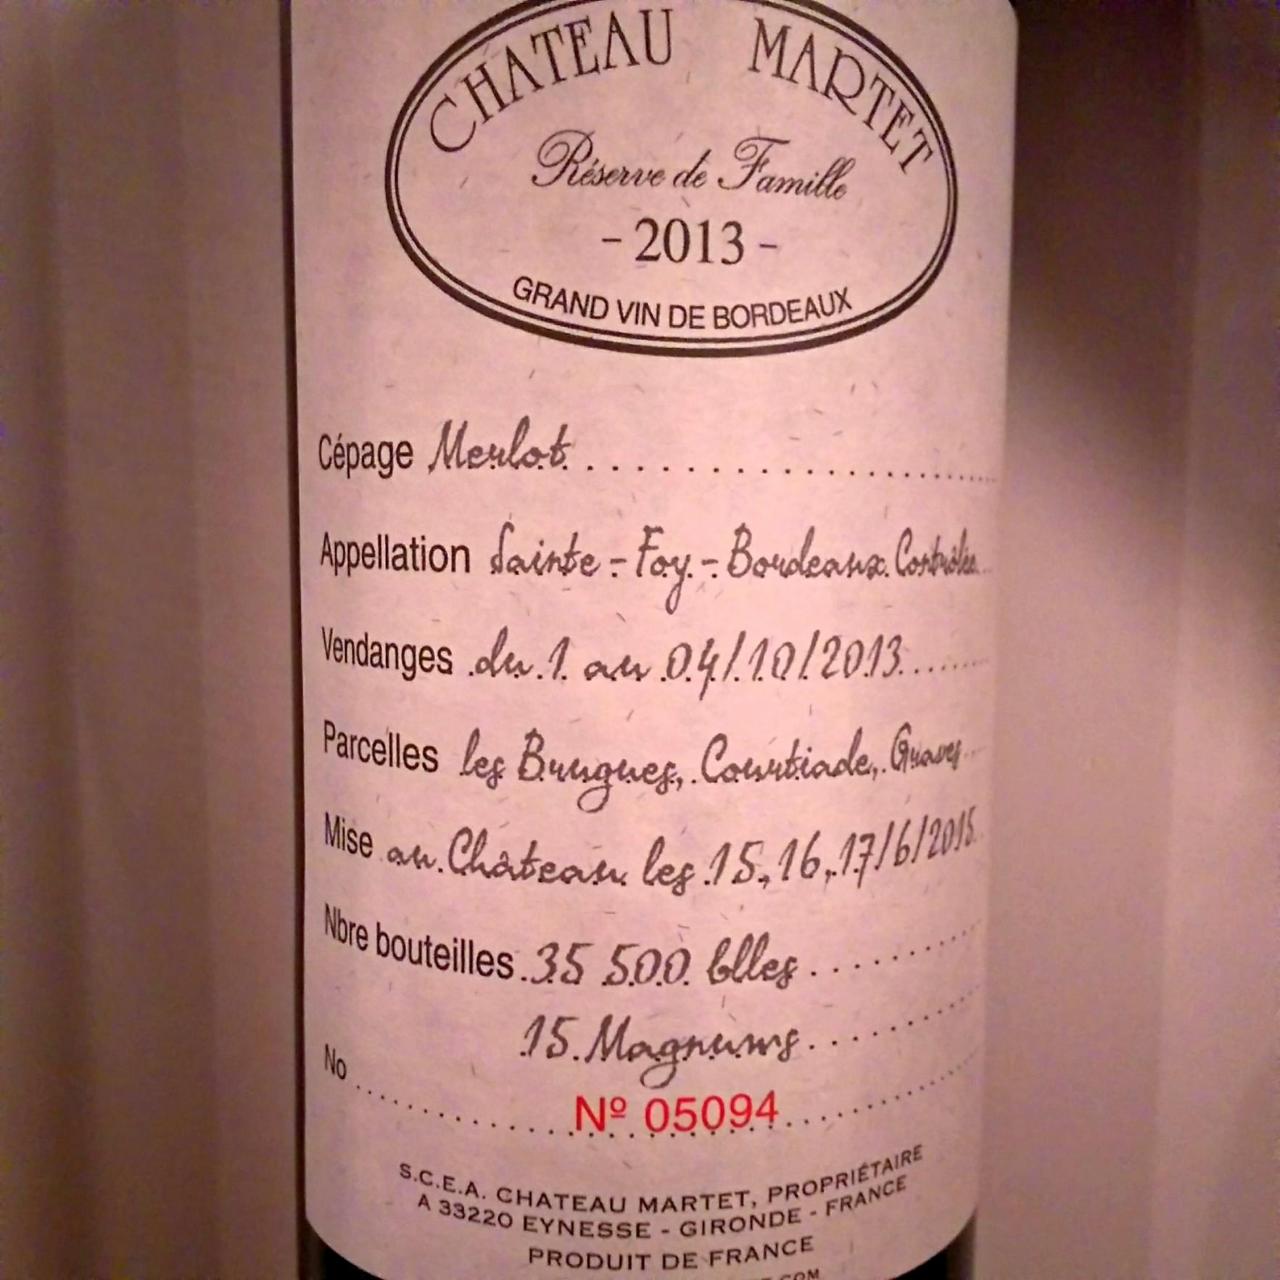 CHATEAU MARTET
Réserve de Famille
- 2013 -
GRAND VIN DE BORDEAUX
Cépage Merlot
Appellation Sainte - Foy - Bordeaux Contrôlée
Vendanges du 1 au 04/10/2013
Parcelles les Brugues, Courtiade, Graves
Mise au Château les 15, 16, 17/6/2015
Nbre bouteilles 35 500 blles
15 Magnums
No
Nº 05094
S.C.E.A. CHATEAU MARTET, PROPRIÉTAIRE
A 33220 EYNESSE - GIRONDE - FRANCE
PRODUIT DE FRANCE